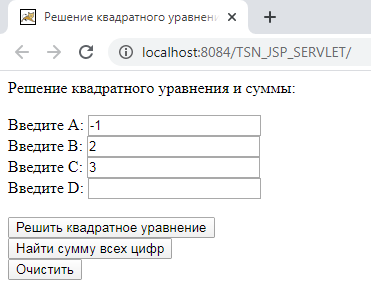 Решение квадратного уравнени
localhost:8084/TSN_JSP_SERVLET/
Решение квадратного уравнения и суммы:
Введите A: -1
Введите B: 2
Введите C: 3
Введите D:
Решить квадратное уравнение
Найти сумму всех цифр
Очистить